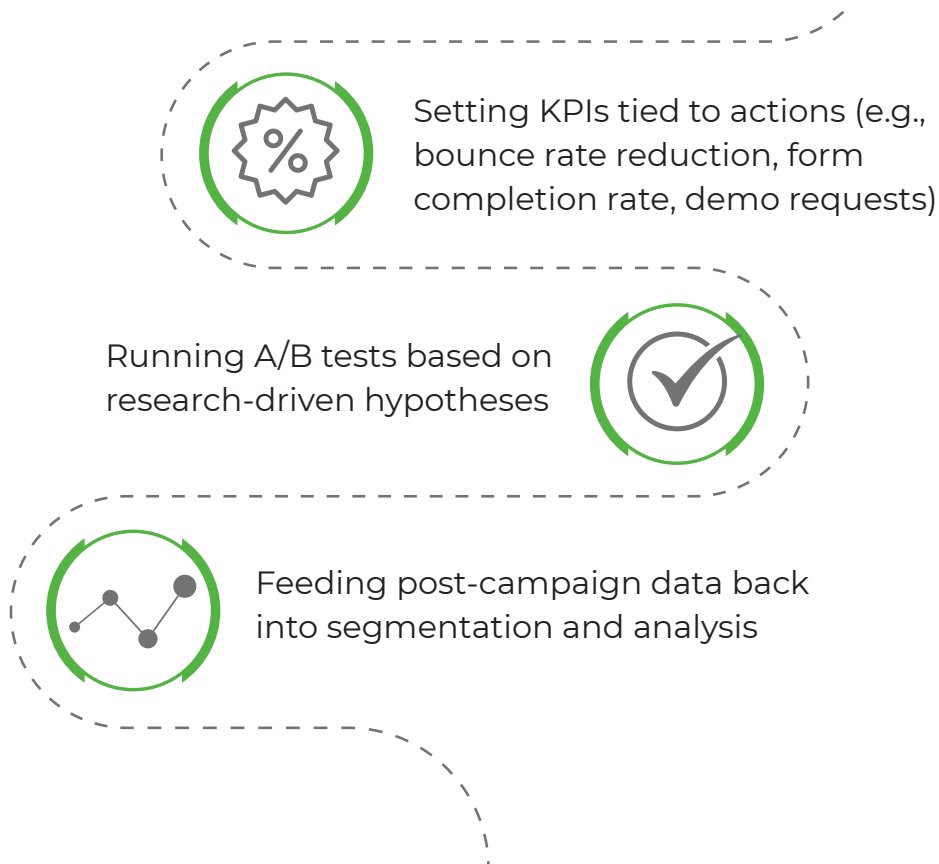 Setting KPIs tied to actions (e.g.,
bounce rate reduction, form
completion rate, demo requests)
Running A/B tests based on
research-driven hypotheses
Feeding post-campaign data back
into segmentation and analysis